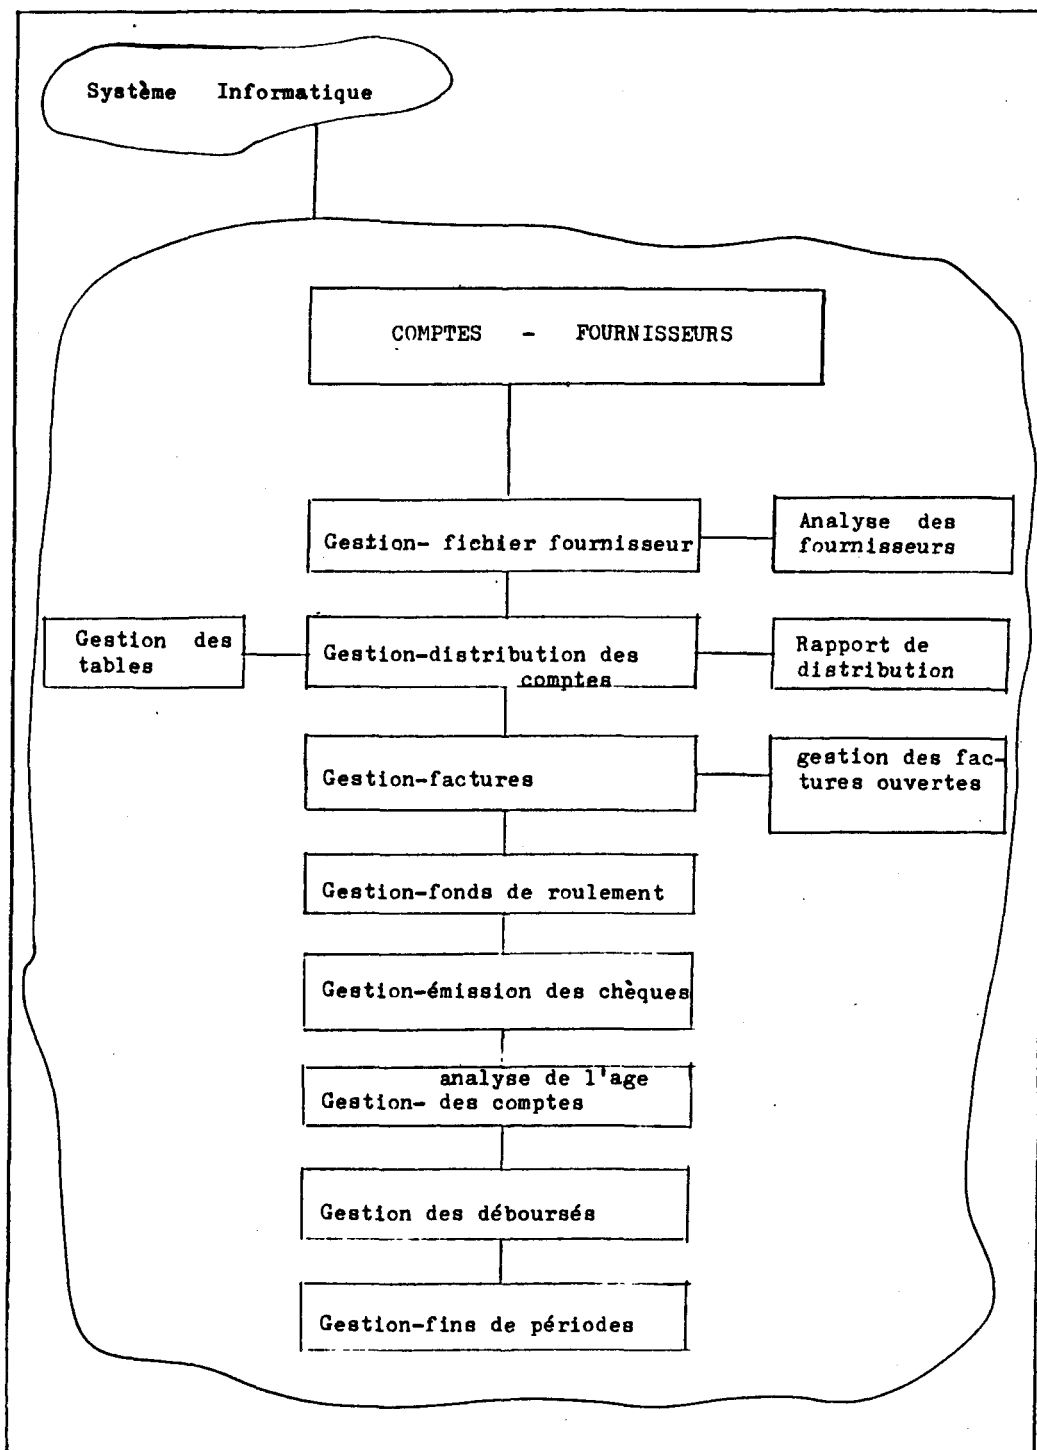 Système Informatique
COMPTES - FOURNISSEURS
Gestion- fichier fournisseur
Analyse des
fournisseurs
Gestion des
tables
Gestion-distribution des
comptes
Rapport de
distribution
Gestion-factures
gestion des fac-
tures ouvertes
Gestion-fonds de roulement
Gestion-émission des chèques
analyse de l'age
Gestion- des comptes
Gestion des déboursés
Gestion-fins de périodes